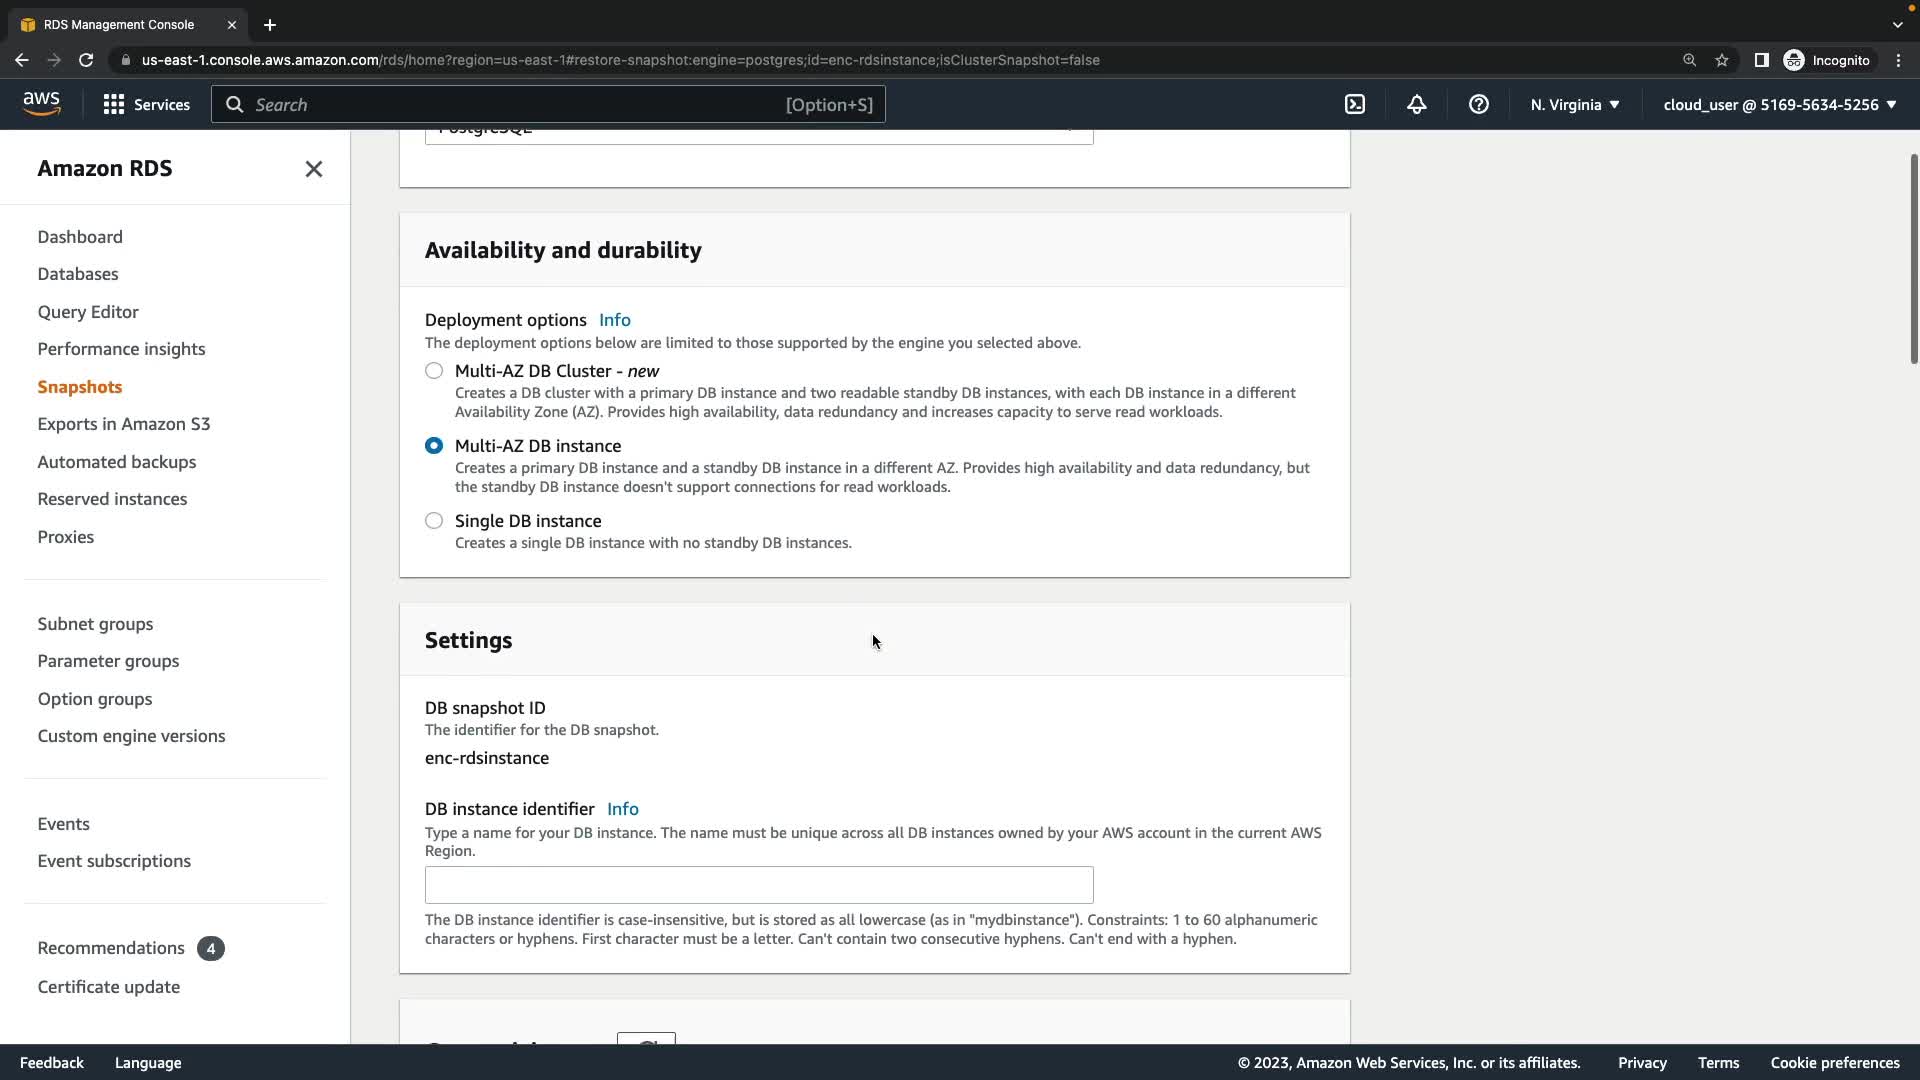 RDS Management Console
us-east-1.console.aws.amazon.com/rds/home?region=us-east-1#restore-snapshot:engine=postgres;id=enc-rdsinstance;isClusterSnapshot=false
Incognito
aws
Services
Search
[Option+S]
N. Virginia
cloud_user @ 5169-5634-5256
Amazon RDS
Dashboard
Databases
Query Editor
Performance insights
Snapshots
Exports in Amazon S3
Automated backups
Reserved instances
Proxies
Subnet groups
Parameter groups
Option groups
Custom engine versions
Events
Event subscriptions
Recommendations 4
Certificate update
PostgreSQL
Availability and durability
Deployment options Info
The deployment options below are limited to those supported by the engine you selected above.
Multi-AZ DB Cluster - new
Creates a DB cluster with a primary DB instance and two readable standby DB instances, with each DB instance in a different
Availability Zone (AZ). Provides high availability, data redundancy and increases capacity to serve read workloads.
Multi-AZ DB instance
Creates a primary DB instance and a standby DB instance in a different AZ. Provides high availability and data redundancy, but
the standby DB instance doesn't support connections for read workloads.
Single DB instance
Creates a single DB instance with no standby DB instances.
Settings
DB snapshot ID
The identifier for the DB snapshot.
enc-rdsinstance
DB instance identifier Info
Type a name for your DB instance. The name must be unique across all DB instances owned by your AWS account in the current AWS
Region.
The DB instance identifier is case-insensitive, but is stored as all lowercase (as in "mydbinstance"). Constraints: 1 to 60 alphanumeric
characters or hyphens. First character must be a letter. Can't contain two consecutive hyphens. Can't end with a hyphen.
Feedback
Language
© 2023, Amazon Web Services, Inc. or its affiliates.
Privacy
Terms
Cookie preferences